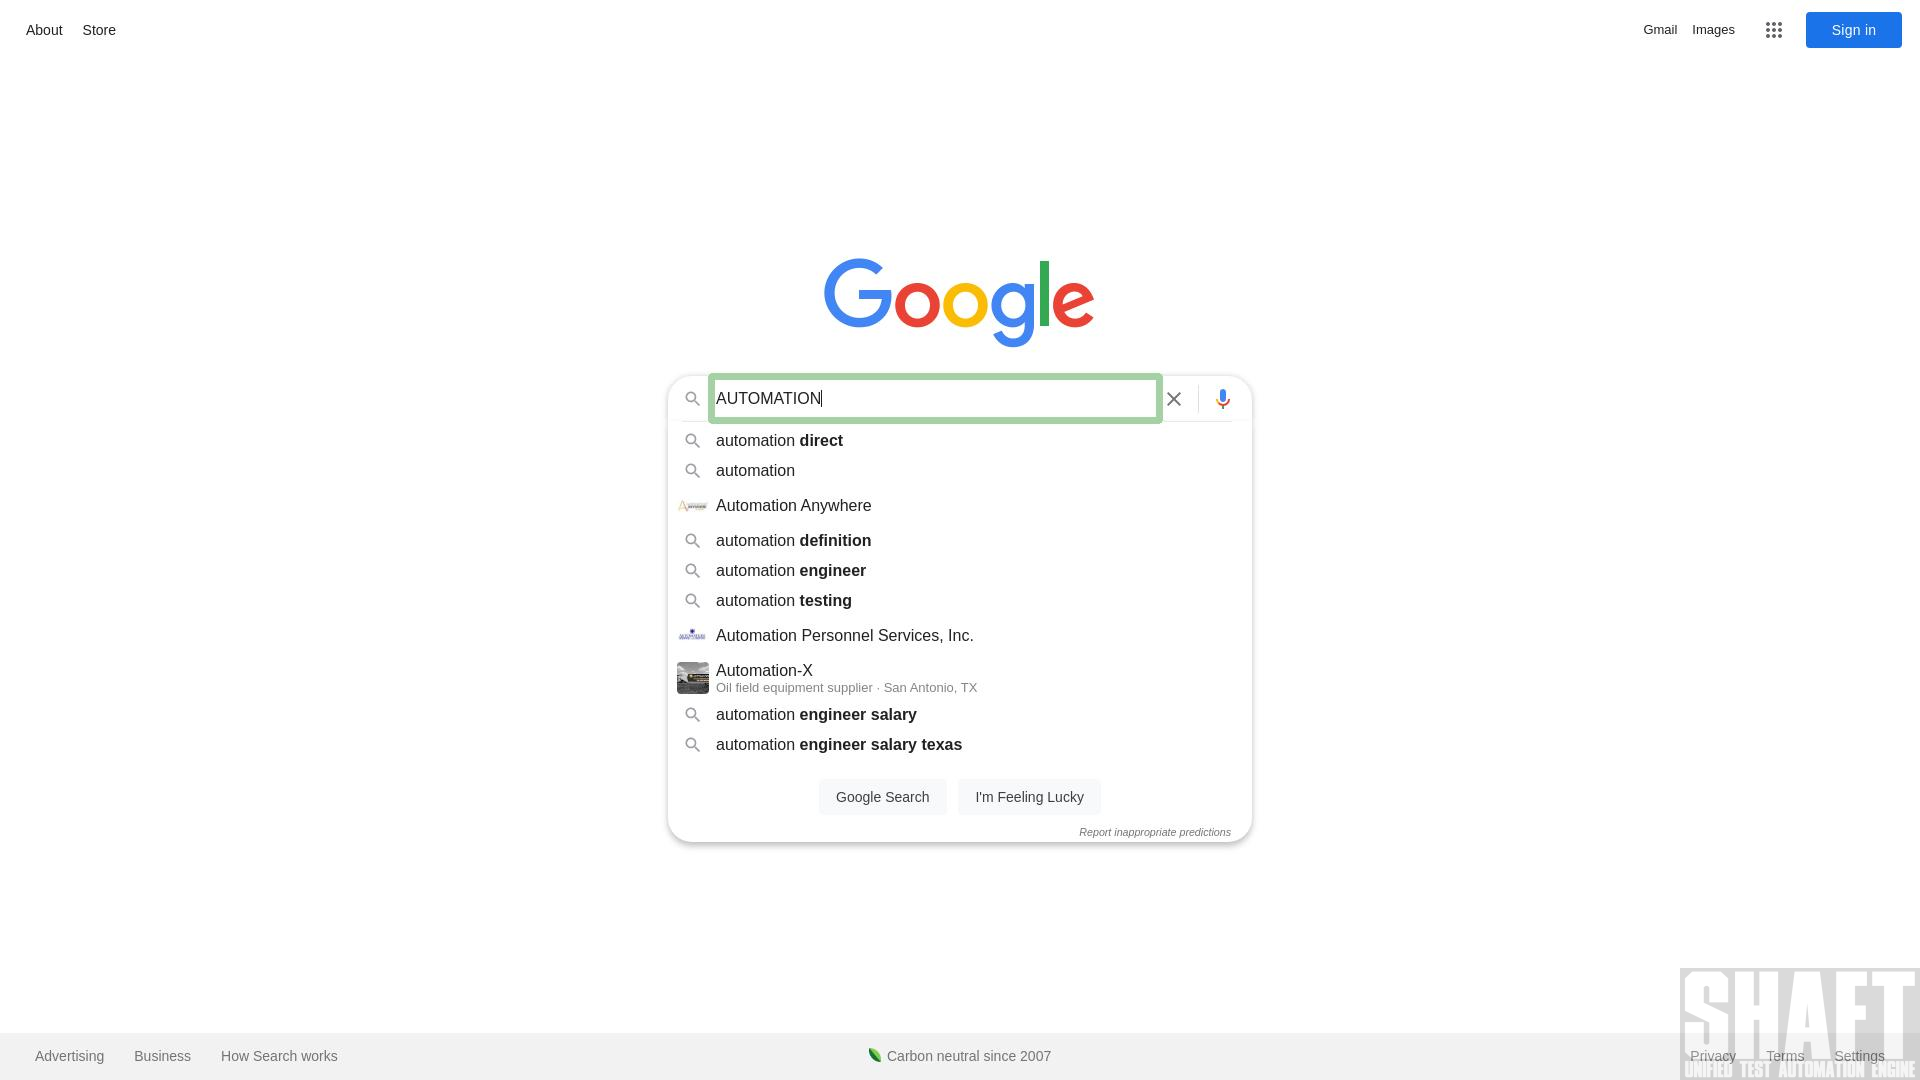 About Store
Gmail Images Sign in
Google
AUTOMATION
automation direct
automation
Automation Anywhere
automation definition
automation engineer
automation testing
Automation Personnel Services, Inc.
Automation-X
Oil field equipment supplier · San Antonio, TX
automation engineer salary
automation engineer salary texas
Google Search I'm Feeling Lucky
Report inappropriate predictions
SHAFT
Advertising Business How Search works Carbon neutral since 2007 Privacy Terms Settings
UNIFIED TEST AUTOMATION ENGINE